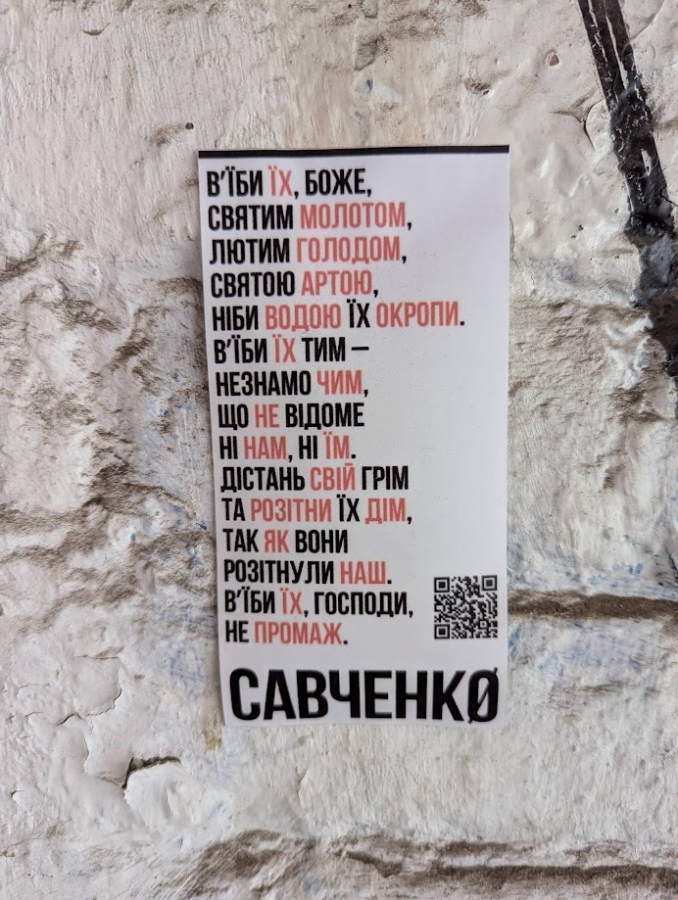 В'ЇБИ ЇХ, БОЖЕ,
СВЯТИМ МОЛОТОМ,
ЛЮТИМ ГОЛОДОМ,
СВЯТОЮ АРТОЮ,
НІБИ ВОДОЮ ЇХ ОКРОПИ.
В'ЇБИ ЇХ ТИМ –
НЕЗНАМО ЧИМ,
ЩО НЕ ВІДОМЕ
НІ НАМ, НІ ЇМ.
ДІСТАНЬ СВІЙ ГРІМ
ТА РОЗІТНИ ЇХ ДІМ,
ТАК ЯК ВОНИ
РОЗІТНУЛИ НАШ.
В'ЇБИ ЇХ, ГОСПОДИ,
НЕ ПРОМАЖ.
САВЧЕНКØ